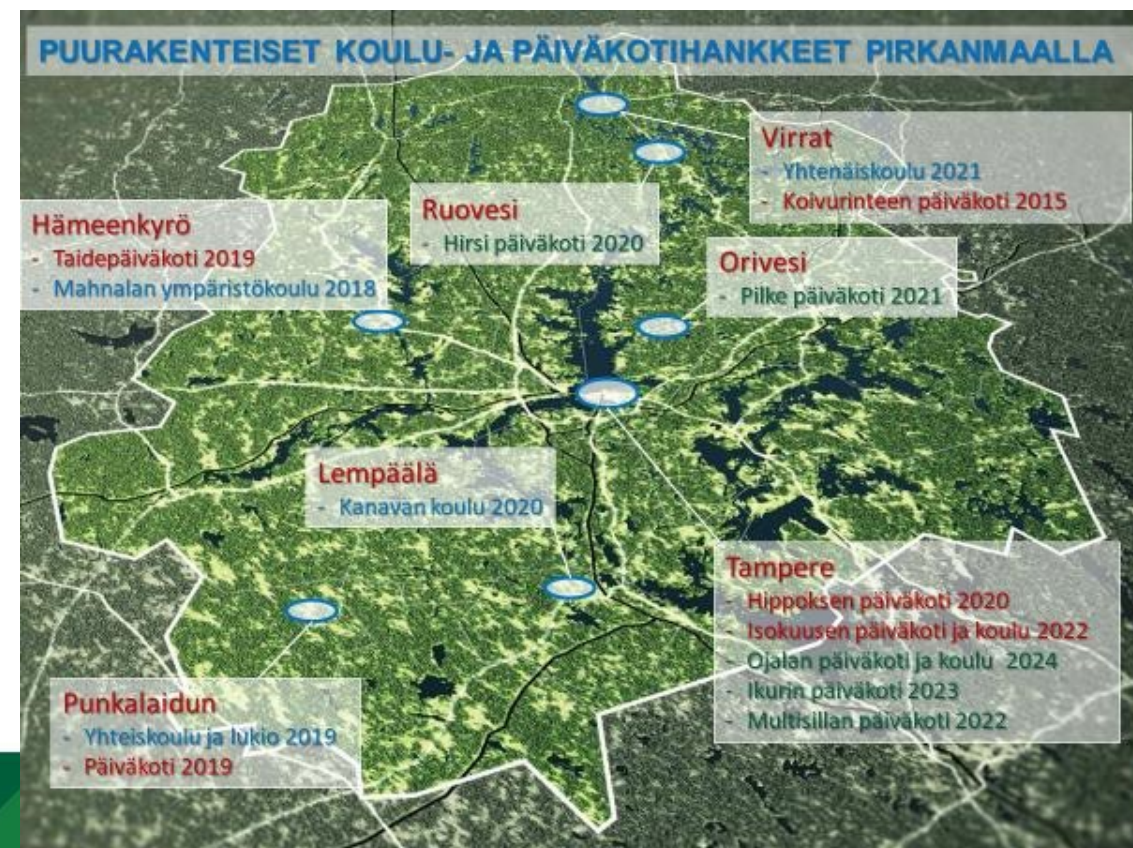 PUURAKENTEISET KOULU- JA PÄIVÄKOTIHANKKEET PIRKANMAALLA
Virrat
- Yhtenäiskoulu 2021
- Koivurinteen päiväkoti 2015
Ruovesi
- Hirsi päiväkoti 2020
Hämeenkyrö
- Taidepäiväkoti 2019
- Mahnalan ympäristökoulu 2018
Orivesi
- Pilke päiväkoti 2021
Lempäälä
- Kanavan koulu 2020
Tampere
- Hippoksen päiväkoti 2020
- Isokuusen päiväkoti ja koulu 2022
- Ojalan päiväkoti ja koulu 2024
- Ikurin päiväkoti 2023
- Multisillan päiväkoti 2022
Punkalaidun
- Yhteiskoulu ja lukio 2019
- Päiväkoti 2019